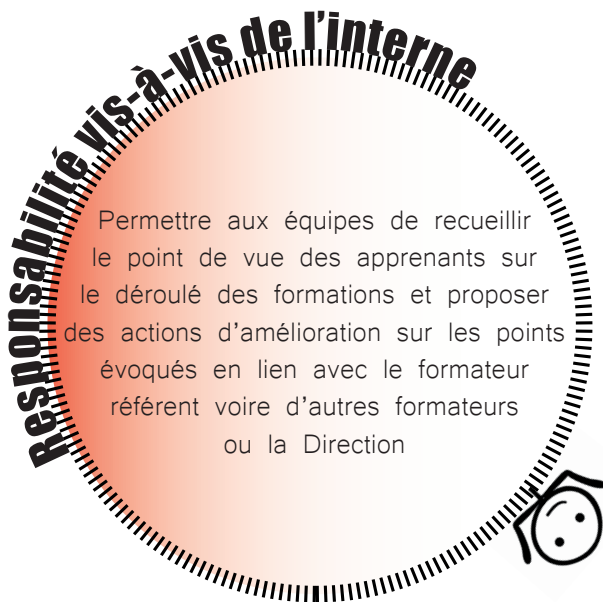 Responsabilité vis-à-vis de l'interne
Permettre aux équipes de recueillir
le point de vue des apprenants sur
le déroulé des formations et proposer
des actions d'amélioration sur les points
évoqués en lien avec le formateur
référent voire d'autres formateurs
ou la Direction